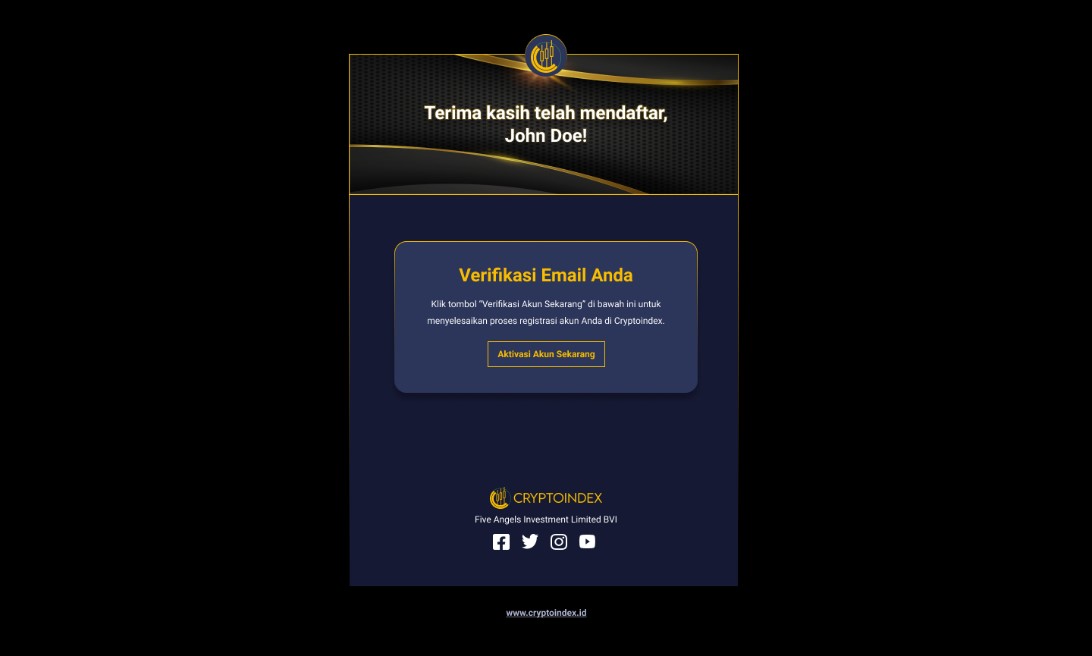 Terima kasih telah mendaftar,
John Doe!
Verifikasi Email Anda
Klik tombol “Verifikasi Akun Sekarang” di bawah ini untuk
menyelesaikan proses registrasi akun Anda di Cryptoindex.
Aktivasi Akun Sekarang
CRYPTOINDEX
Five Angels Investment Limited BVI
www.cryptoindex.id